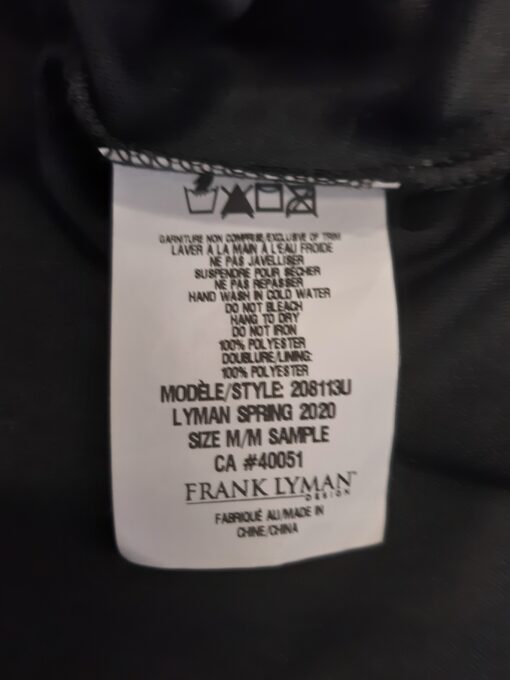 GARNITURE NON COMPRISE/EXCLUSIVE OF TRIM
LAVER À LA MAIN À L'EAU FROIDE
NE PAS JAVELLISER
SUSPENDRE POUR SÉCHER
NE PAS REPASSER
HAND WASH IN COLD WATER
DO NOT BLEACH
HANG TO DRY
DO NOT IRON
100% POLYESTER
DOUBLURE/LINING:
100% POLYESTER
MODÈLE/STYLE: 208113U
LYMAN SPRING 2020
SIZE M/M SAMPLE
CA #40051
FRANK LYMAN™
DESIGN
FABRIQUÉ AU/MADE IN
CHINE/CHINA